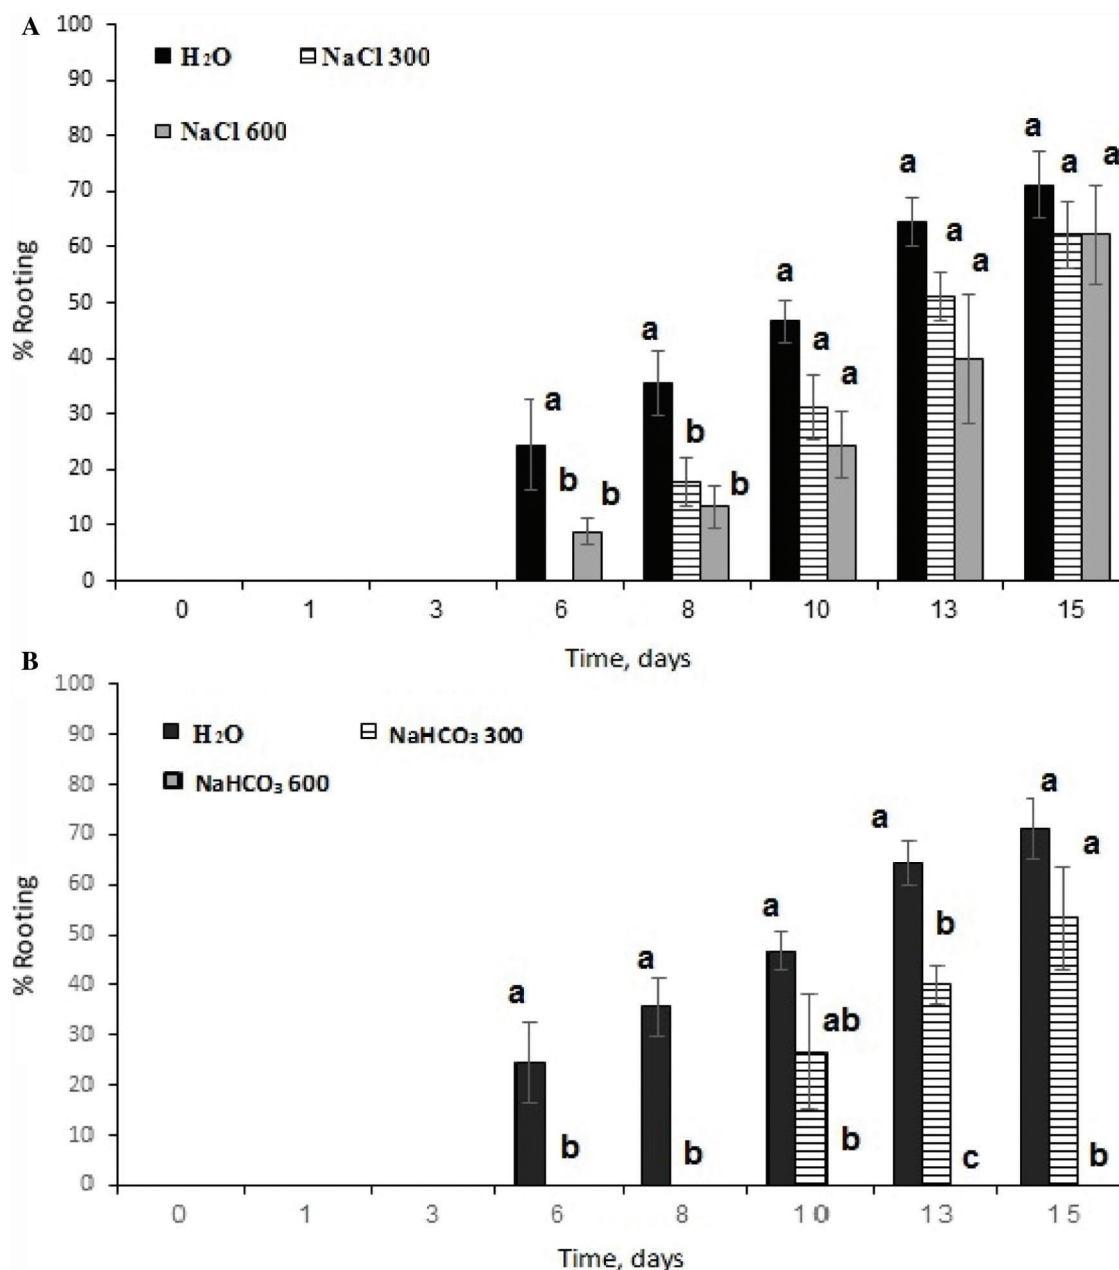 A
100
H₂O NaCl 300
90
NaCl 600
80
70
60
50
40
30
20
10
0
% Rooting
a
a
a
a
a
a
a
a
a
a
a
a
b
b
b
b
0 1 3 6 8 10 13 15
Time, days
B
100
H₂O NaHCO₃ 300
90
NaHCO₃ 600
80
70
60
50
40
30
20
10
0
% Rooting
a
a
a
a
b
a
a
ab
a
b
b
b
c
b
0 1 3 6 8 10 13 15
Time, days